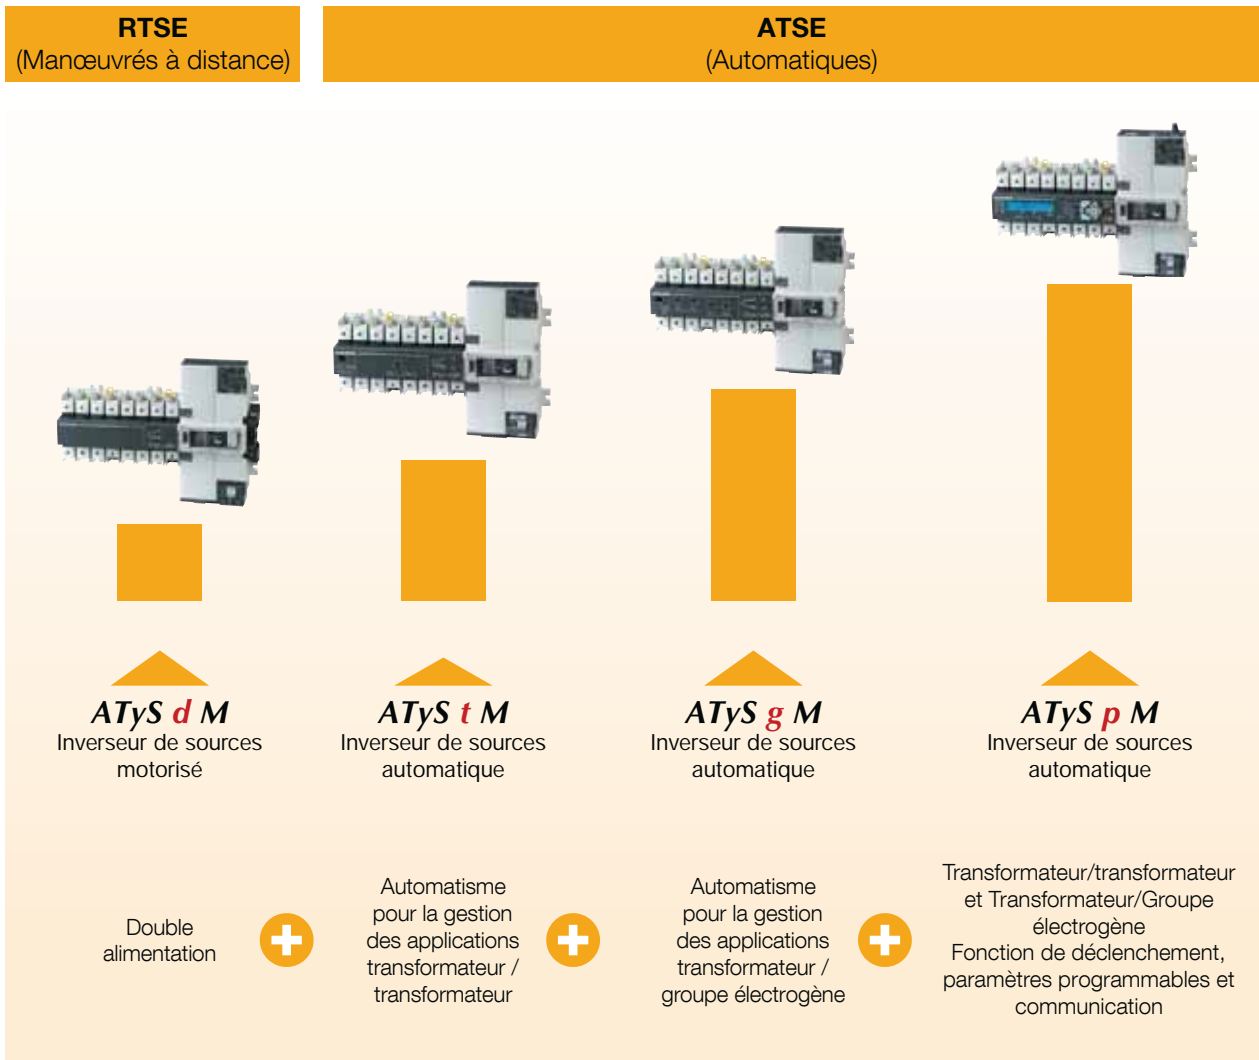 RTSE
(Manœuvrés à distance)
ATSE
(Automatiques)
ATyS d M
Inverseur de sources
motorisé
ATyS t M
Inverseur de sources
automatique
ATyS g M
Inverseur de sources
automatique
ATyS p M
Inverseur de sources
automatique
Double
alimentation
Automatisme
pour la gestion
des applications
transformateur /
transformateur
Automatisme
pour la gestion
des applications
transformateur /
groupe électrogène
Transformateur/transformateur
et Transformateur/Groupe
électrogène
Fonction de déclenchement,
paramètres programmables et
communication